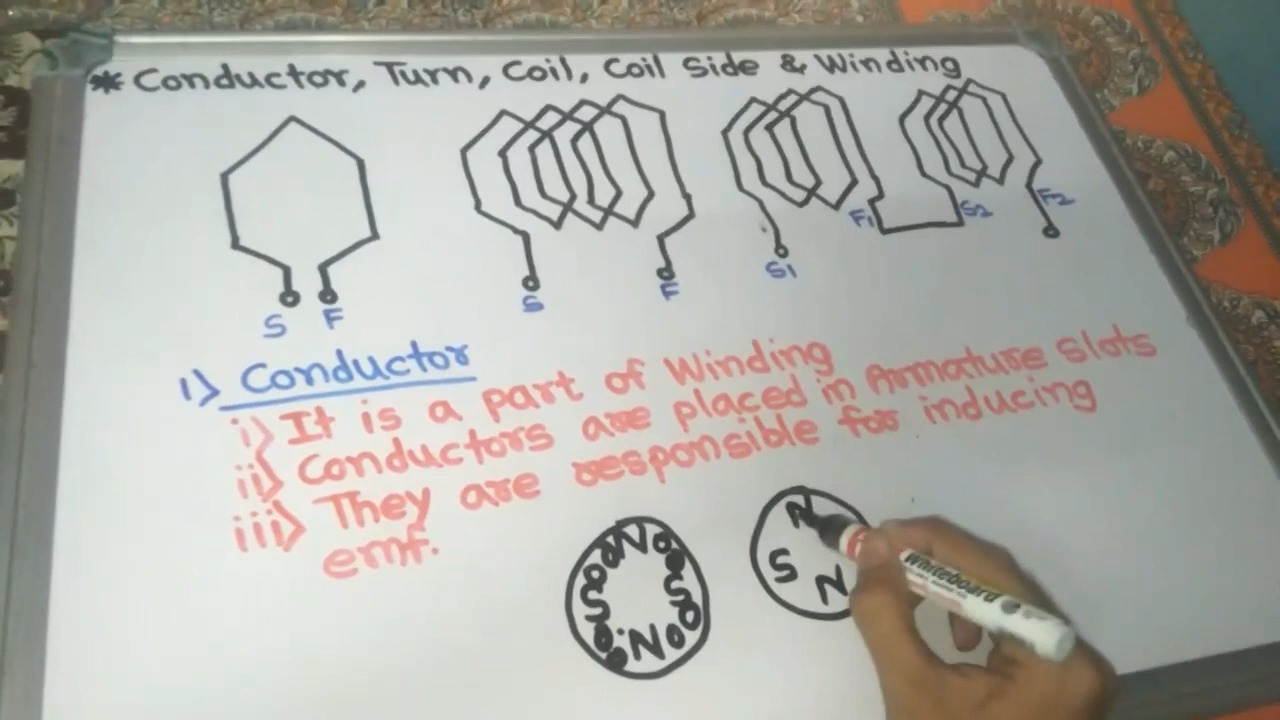 * Conductor, Turn, Coil, Coil Side & Winding
S F
S F
S1 F1 S2 F2
1) Conductor
i) It is a part of Winding
ii) Conductors are placed in Armature Slots
iii) They are responsible for inducing
emf.
N
S S
N
N
S
N
Whiteboard